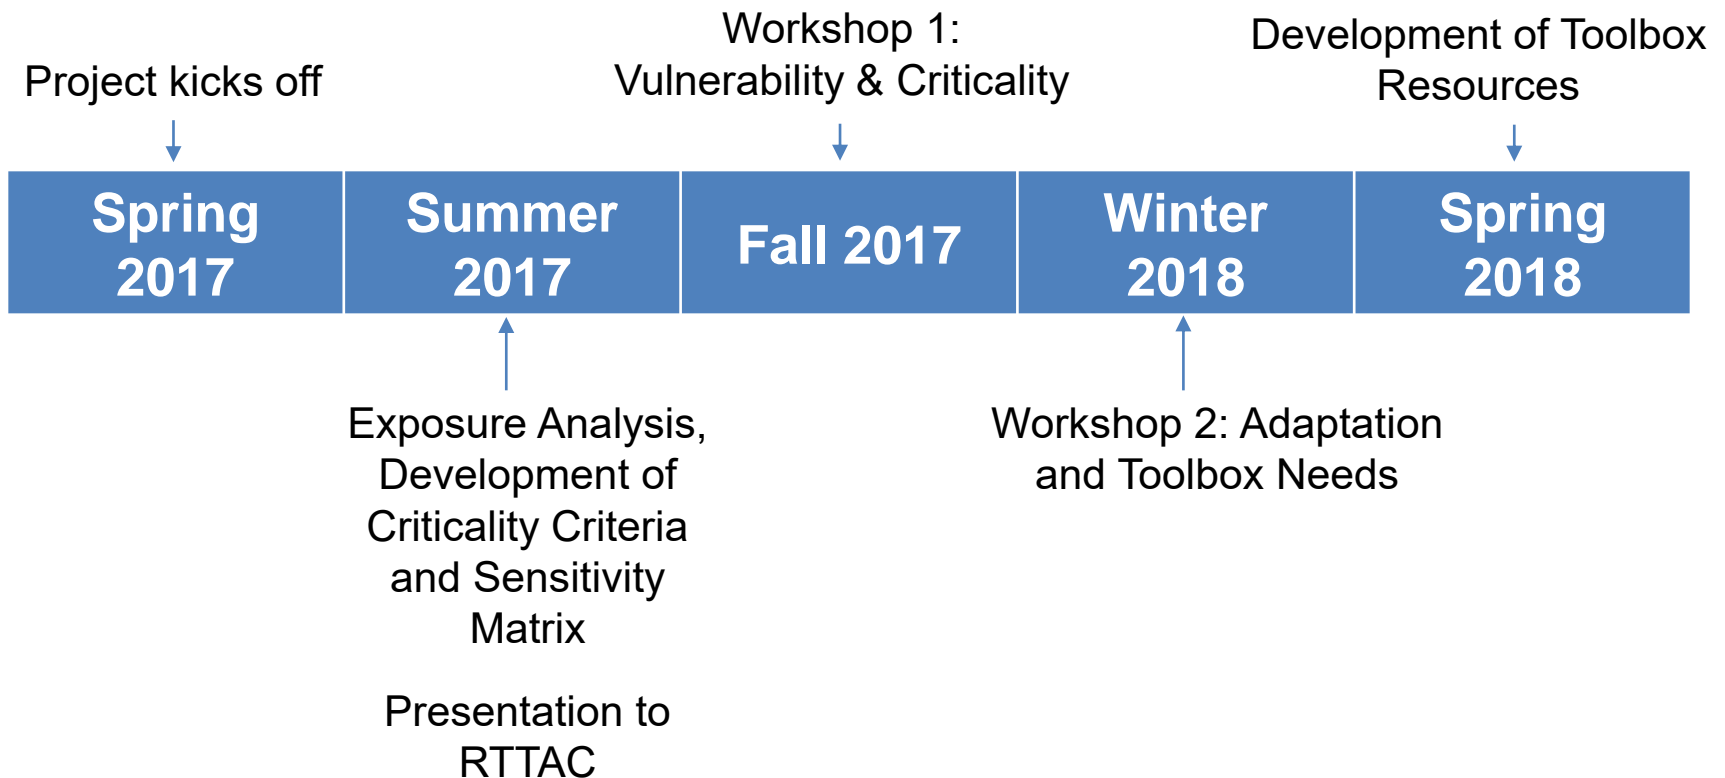 Project kicks off
Workshop 1:
Vulnerability & Criticality
Development of Toolbox
Resources
Spring
2017
Summer
2017
Fall 2017
Winter
2018
Spring
2018
Exposure Analysis,
Development of
Criticality Criteria
and Sensitivity
Matrix
Presentation to
RTTAC
Workshop 2: Adaptation
and Toolbox Needs